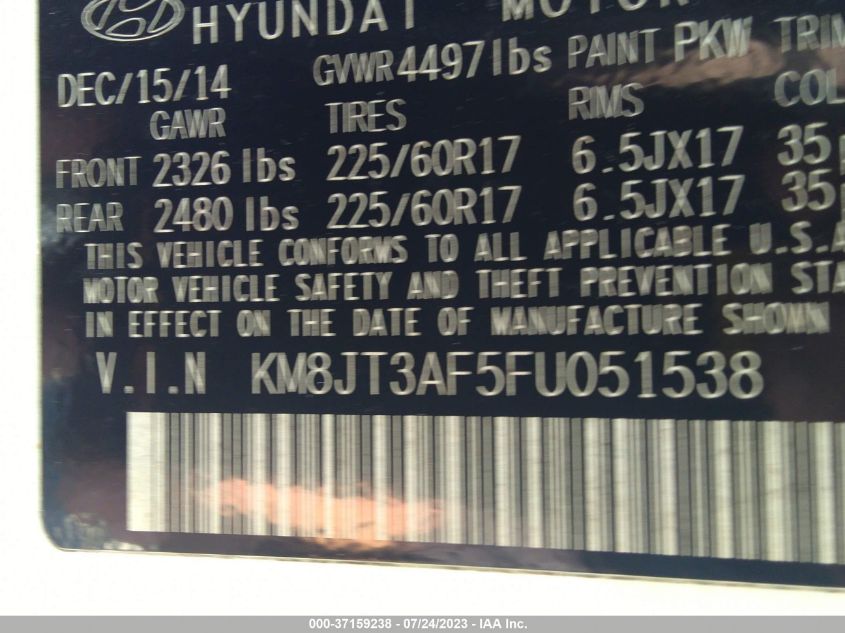 HYUNDAI MOTOR
DEC/15/14 GVWR 4497 lbs PAINT PKW TRIM
GAWR TIRES RIMS COL
FRONT 2326 lbs 225/60R17 6.5JX17 35
REAR 2480 lbs 225/60R17 6.5JX17 35
THIS VEHICLE CONFORMS TO ALL APPLICABLE U.S.A
MOTOR VEHICLE SAFETY AND THEFT PREVENTION STA
IN EFFECT ON THE DATE OF MANUFACTURE SHOWN
V.I.N KM8JT3AF5FU051538
000-37159238 - 07/24/2023 - IAA Inc.